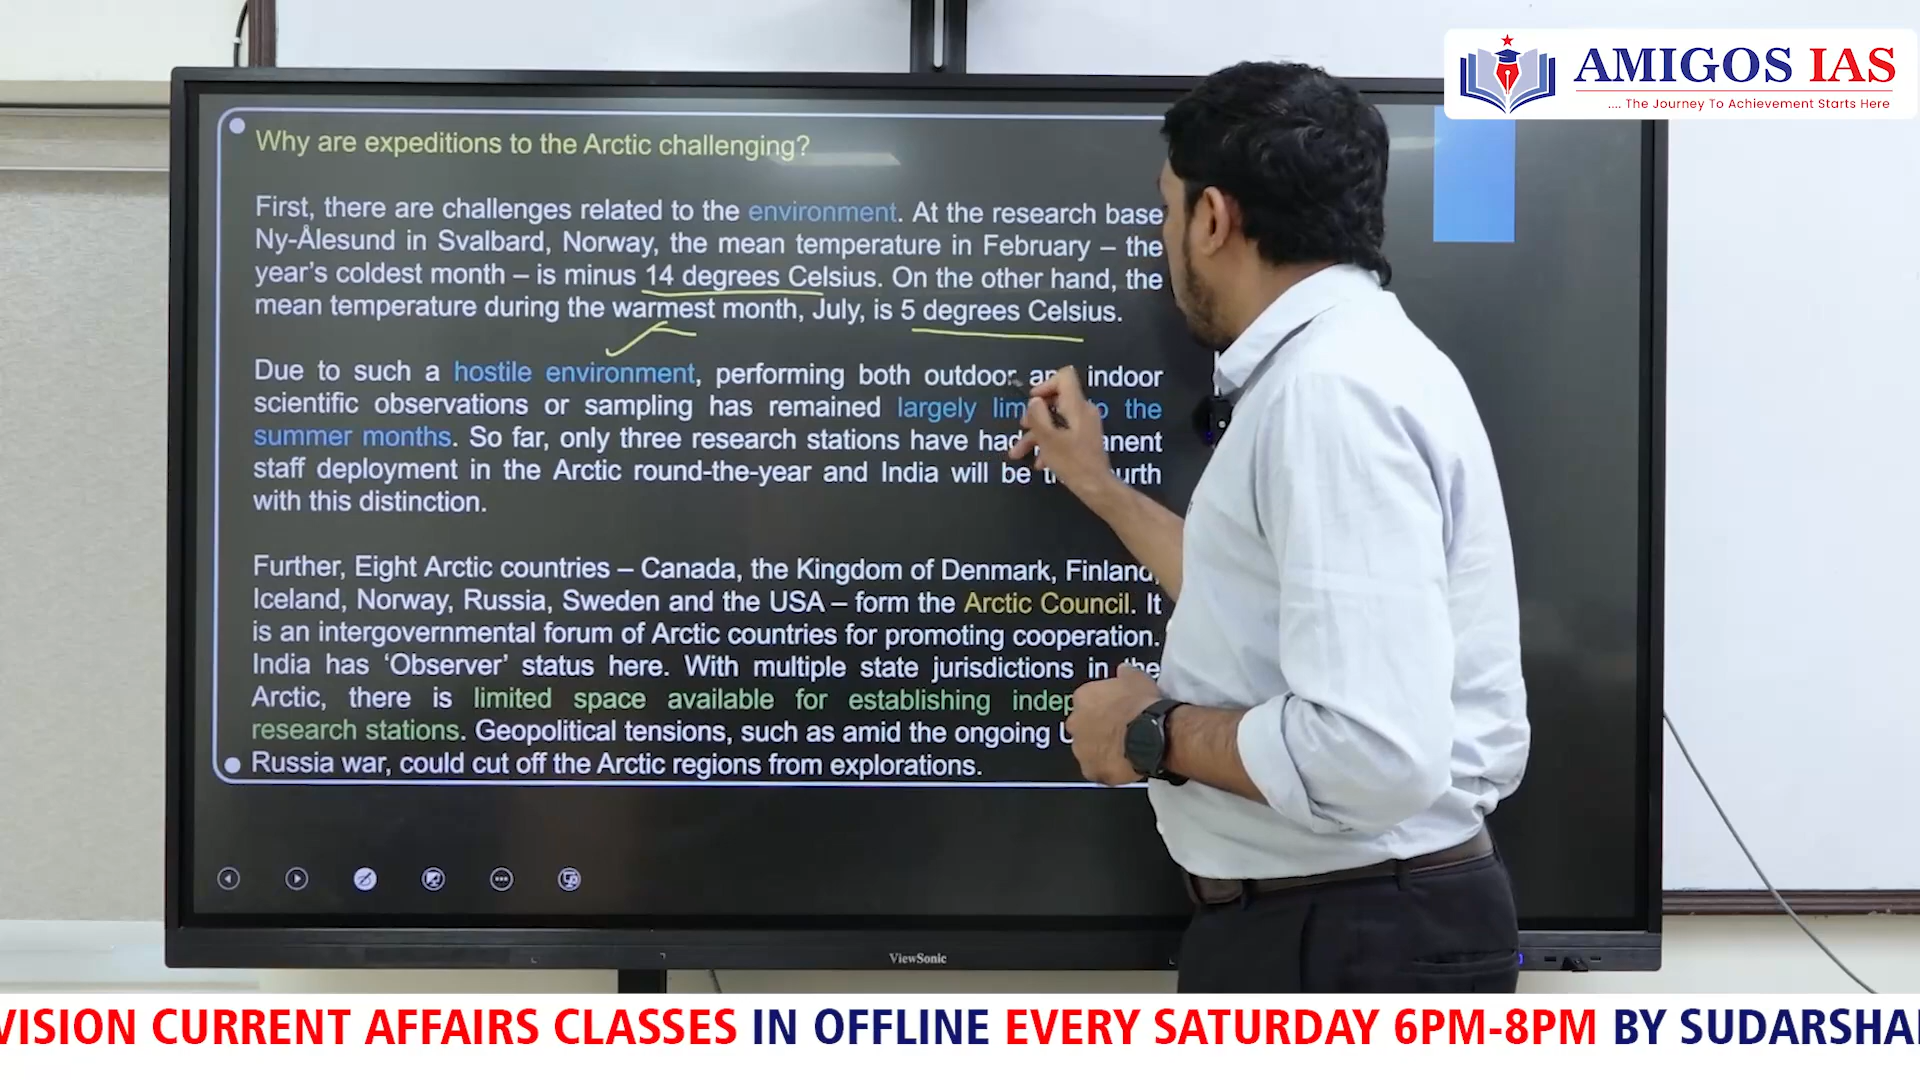 AMIGOS IAS
.... The Journey To Achievement Starts Here
Why are expeditions to the Arctic challenging?
First, there are challenges related to the environment. At the research base
Ny-Ålesund in Svalbard, Norway, the mean temperature in February – the
year's coldest month – is minus 14 degrees Celsius. On the other hand, the
mean temperature during the warmest month, July, is 5 degrees Celsius.
Due to such a hostile environment, performing both outdoor indoor
scientific observations or sampling has remained largely to the
summer months. So far, only three research stations have had
staff deployment in the Arctic round-the-year and India will be
with this distinction.
Further, Eight Arctic countries – Canada, the Kingdom of Denmark, Finland,
Iceland, Norway, Russia, Sweden and the USA – form the Arctic Council. It
is an intergovernmental forum of Arctic countries for promoting cooperation.
India has 'Observer' status here. With multiple state jurisdictions in the
Arctic, there is limited space available for establishing
research stations. Geopolitical tensions, such as amid the ongoing
Russia war, could cut off the Arctic regions from explorations.
ViewSonic
VISION CURRENT AFFAIRS CLASSES IN OFFLINE EVERY SATURDAY 6PM-8PM BY SUDARSHA